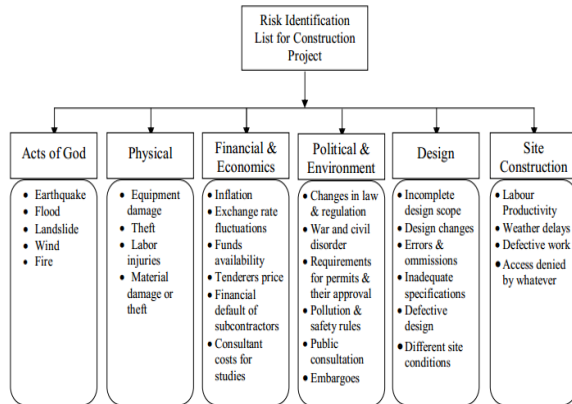 Risk Identification
List for Construction
Project
Acts of God
Earthquake
Flood
Landslide
Wind
Fire
Physical
Equipment
damage
Theft
Labor
injuries
Material
damage or
theft
Financial &
Economics
Inflation
Exchange rate
fluctuations
Funds
availability
Tenderers price
Financial
default of
subcontractors
Consultant
costs for
studies
Political &
Environment
Changes in law
& regulation
War and civil
disorder
Requirements
for permits &
their approval
Pollution &
safety rules
Public
consultation
Embargoes
Design
Incomplete
design scope
Design changes
Errors &
ommissions
Inadequate
specifications
Defective
design
Different site
conditions
Site
Construction
Labour
Productivity
Weather delays
Defective work
Access denied
by whatever